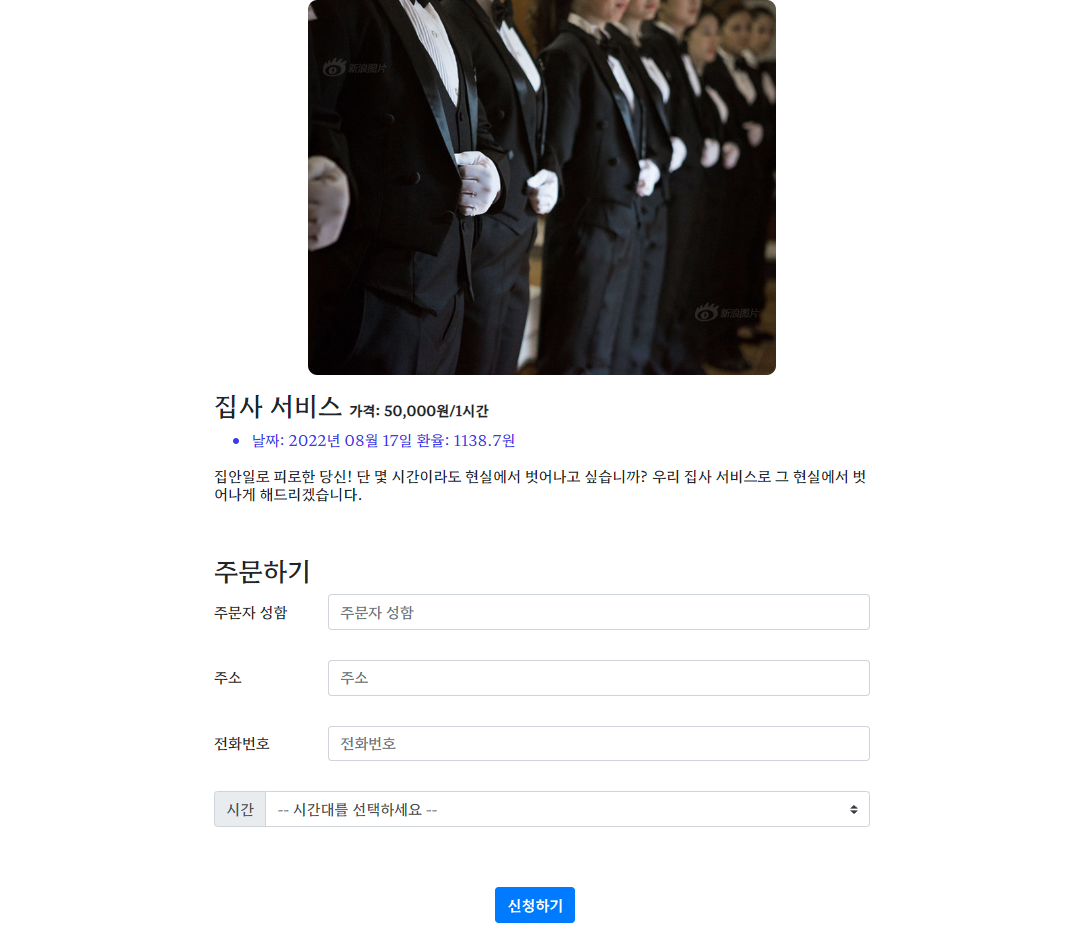 新浪图片
新浪图片
집사 서비스 가격: 50,000원/1시간
날짜: 2022년 08월 17일 환율: 1138.7원
집안일로 피로한 당신! 단 몇 시간이라도 현실에서 벗어나고 싶습니까? 우리 집사 서비스로 그 현실에서 벗
어나게 해드리겠습니다.
주문하기
주문자 성함 주문자 성함
주소 주소
전화번호 전화번호
시간 -- 시간대를 선택하세요 --
신청하기